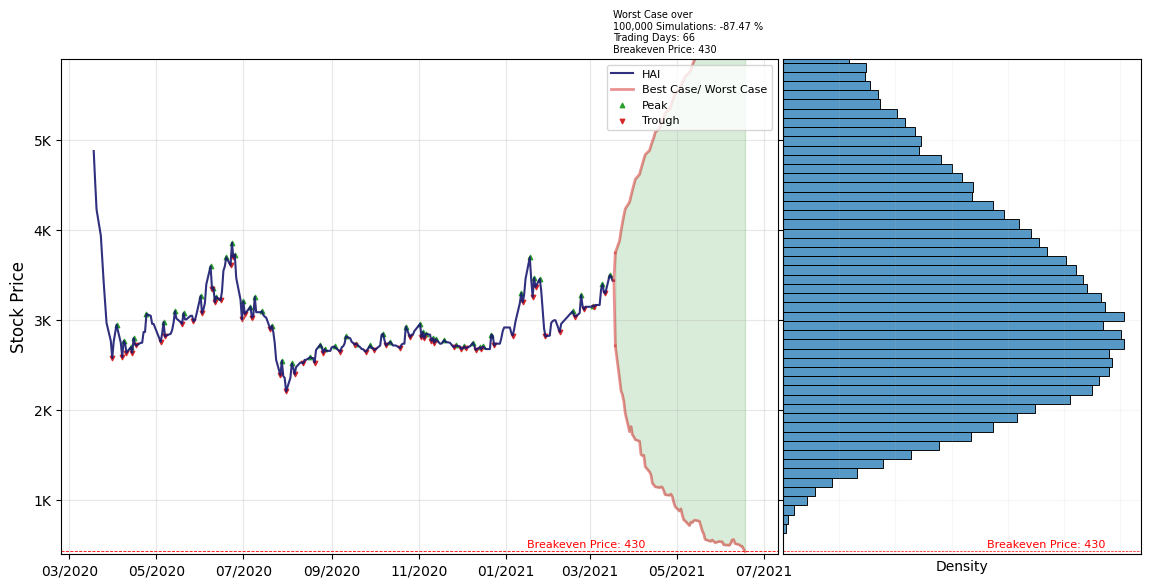 Worst Case over
100,000 Simulations: -87.47 %
Trading Days: 66
Breakeven Price: 430
HAI
Best Case/ Worst Case
Peak
Trough
Stock Price
5K
4K
3K
2K
1K
Breakeven Price: 430
Breakeven Price: 430
03/2020 05/2020 07/2020 09/2020 11/2020 01/2021 03/2021 05/2021 07/2021
Density